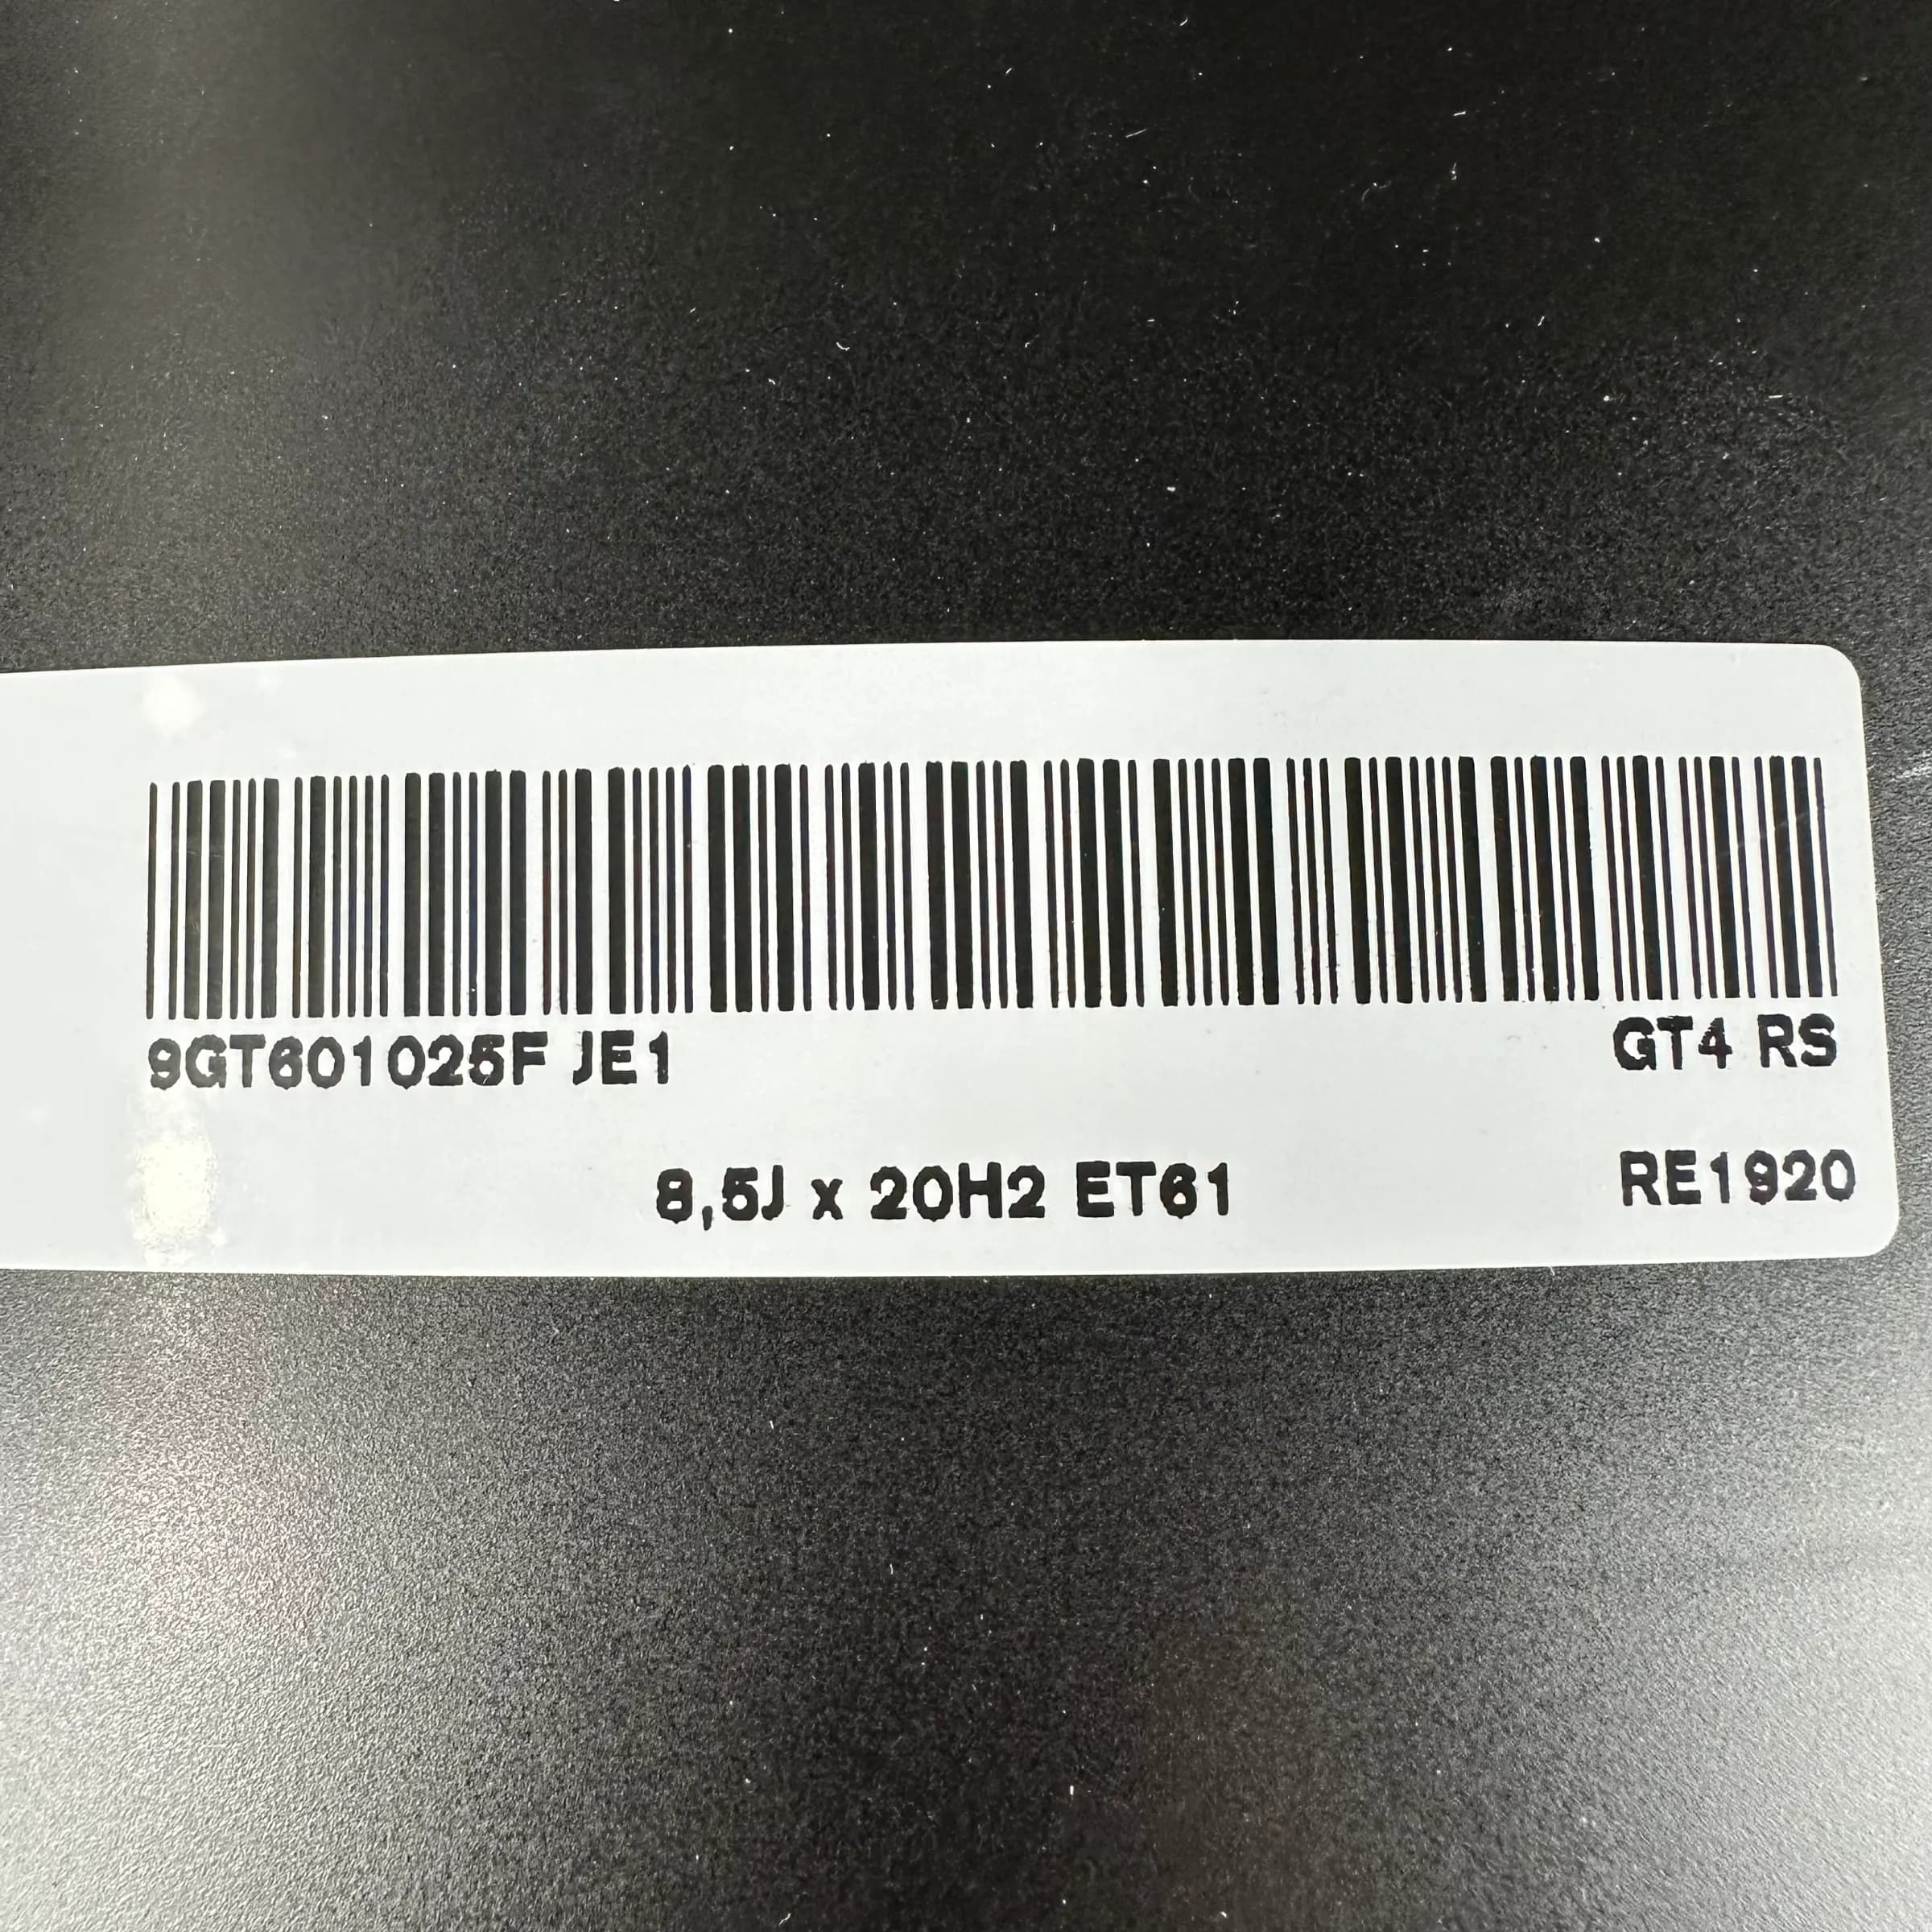 9GT601025F JE1 GT4 RS
8,5J x 20H2 ET61 RE1920